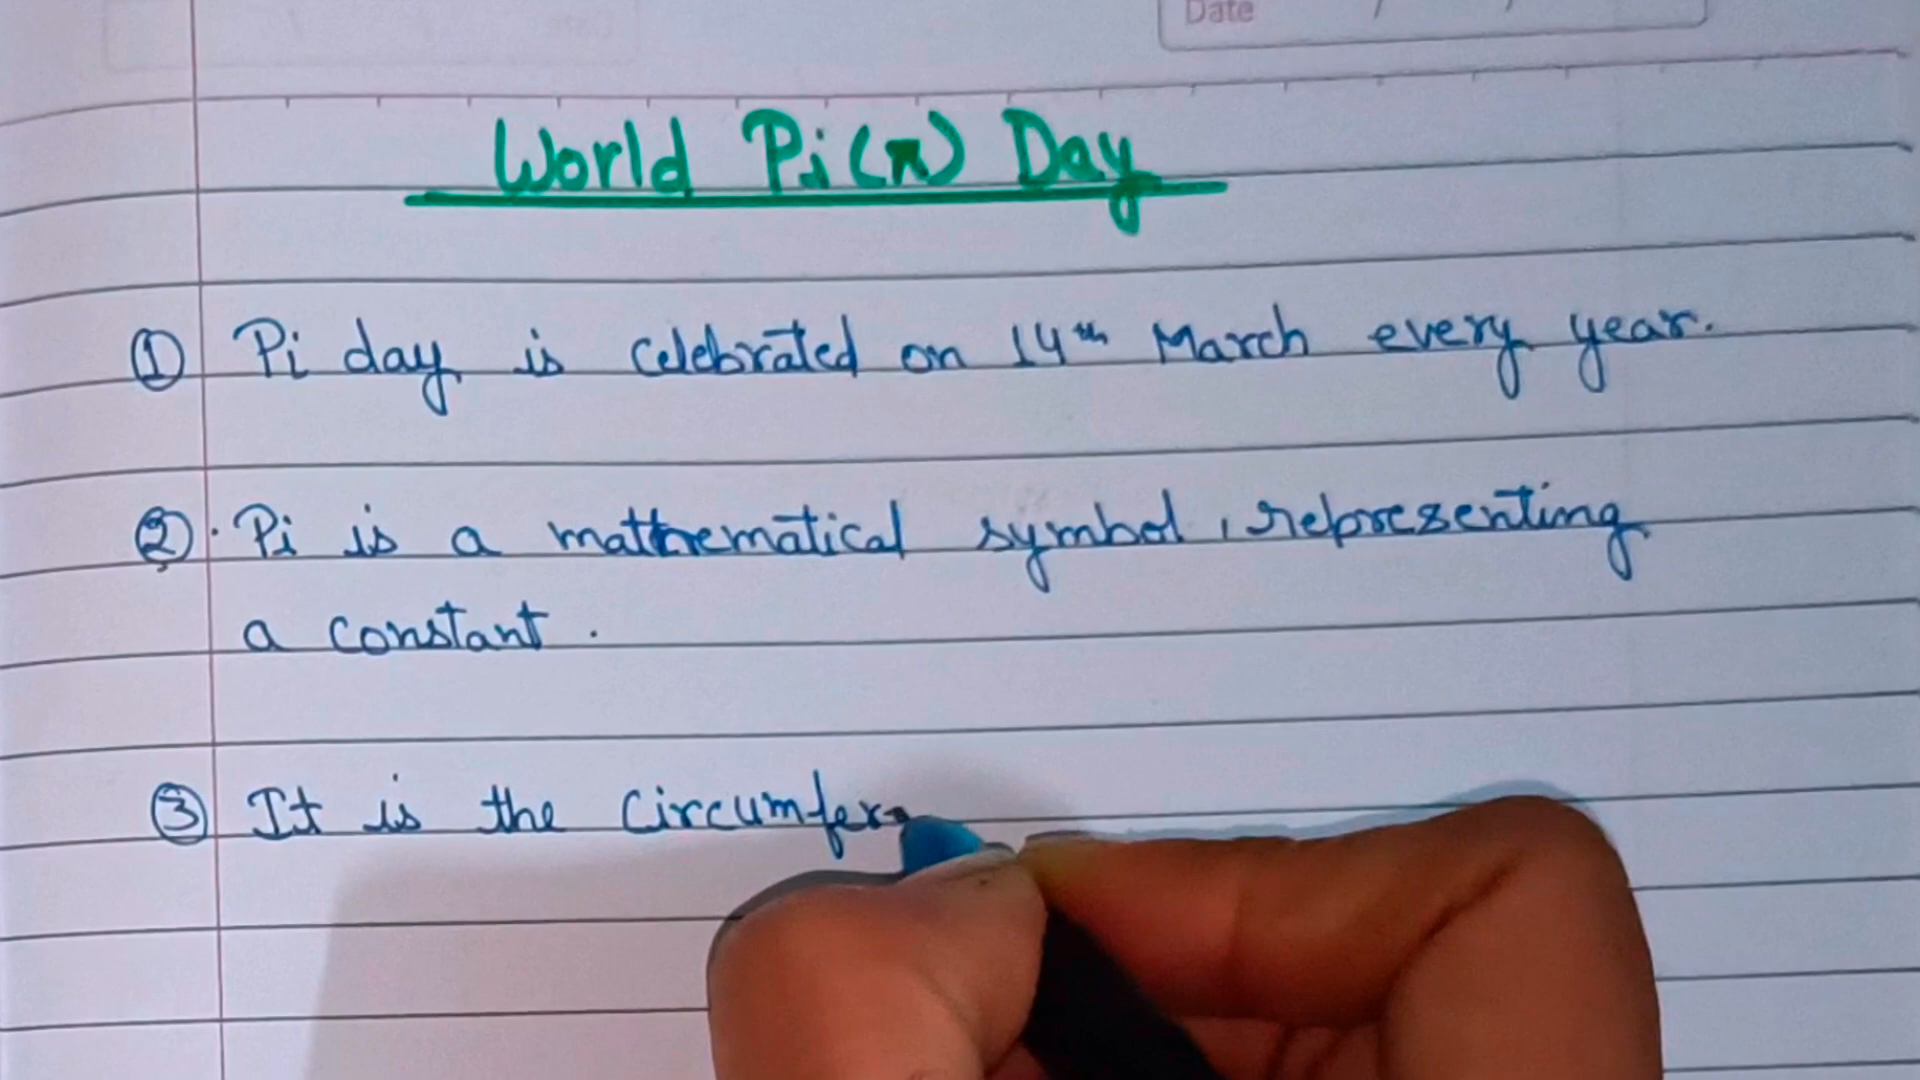 Date / /
World Pi(π) Day
① Pi day is celebrated on 14th March every year.
② Pi is a mathematical symbol, representing
a constant.
③ It is the circumfer